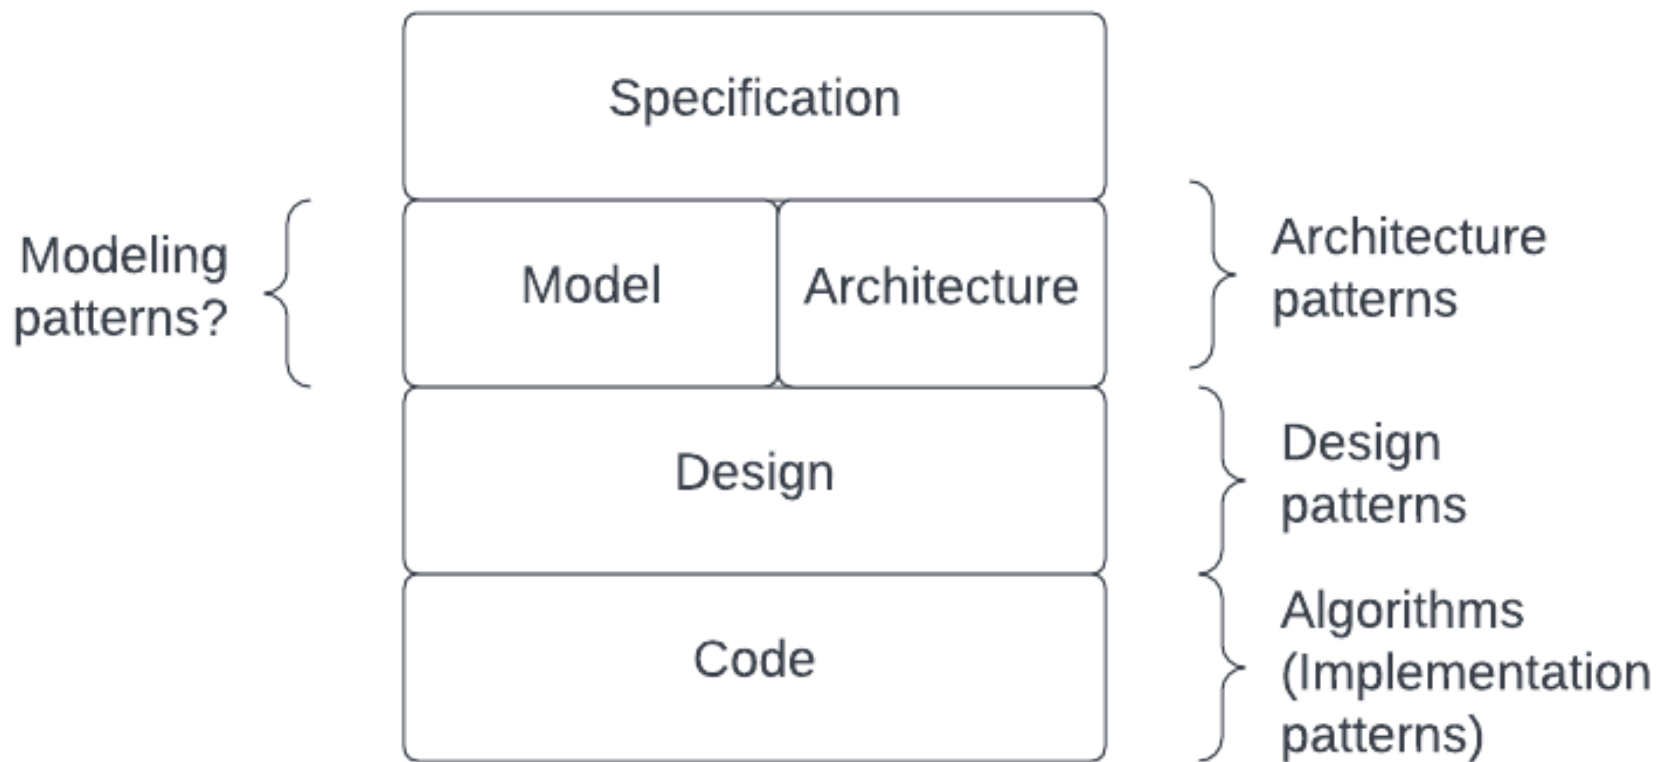 Specification
Modeling
patterns?
Model
Architecture
Architecture
patterns
Design
Design
patterns
Code
Algorithms
(Implementation
patterns)